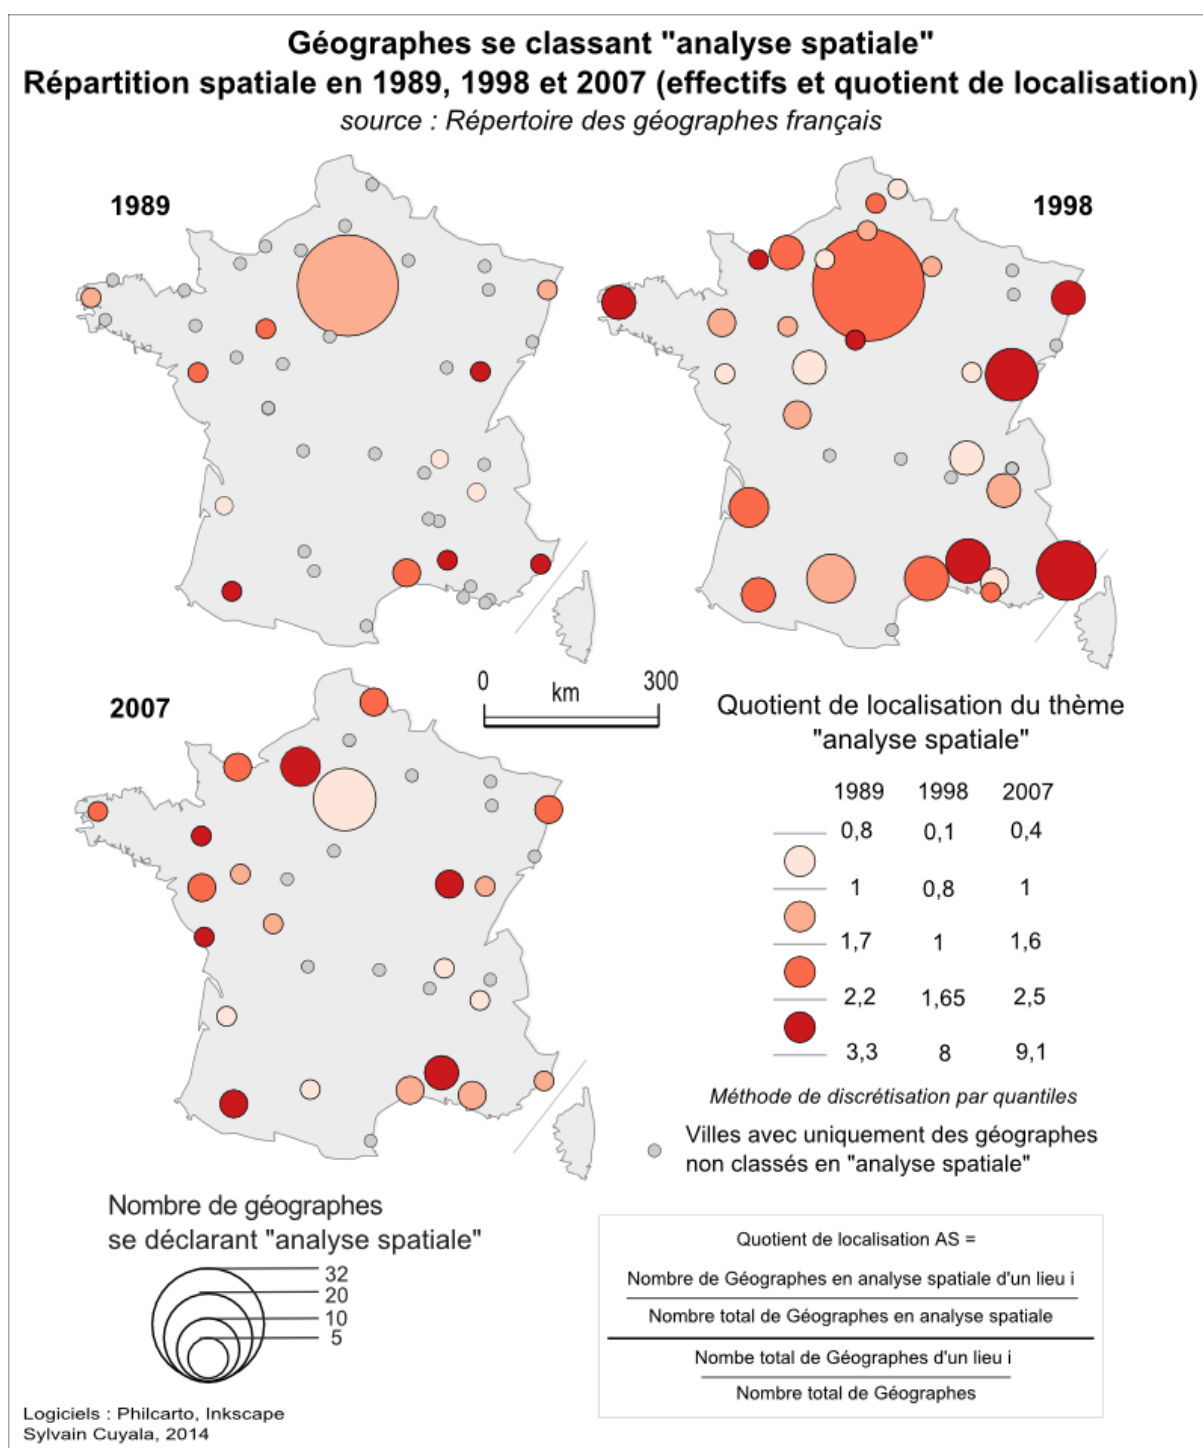 Géographes se classant "analyse spatiale"
Répartition spatiale en 1989, 1998 et 2007 (effectifs et quotient de localisation)
source : Répertoire des géographes français
1989
1998
2007
0 300
km
Quotient de localisation du thème
"analyse spatiale"
1989 1998 2007
0,8 0,1 0,4
1 0,8 1
1,7 1 1,6
2,2 1,65 2,5
3,3 8 9,1
Méthode de discrétisation par quantiles
Villes avec uniquement des géographes
non classés en "analyse spatiale"
Nombre de géographes
se déclarant "analyse spatiale"
32
20
10
5
Quotient de localisation AS =
Nombre de Géographes en analyse spatiale d'un lieu i
Nombre total de Géographes en analyse spatiale
Nombe total de Géographes d'un lieu i
Nombre total de Géographes
Logiciels : Philcarto, Inkscape
Sylvain Cuyala, 2014